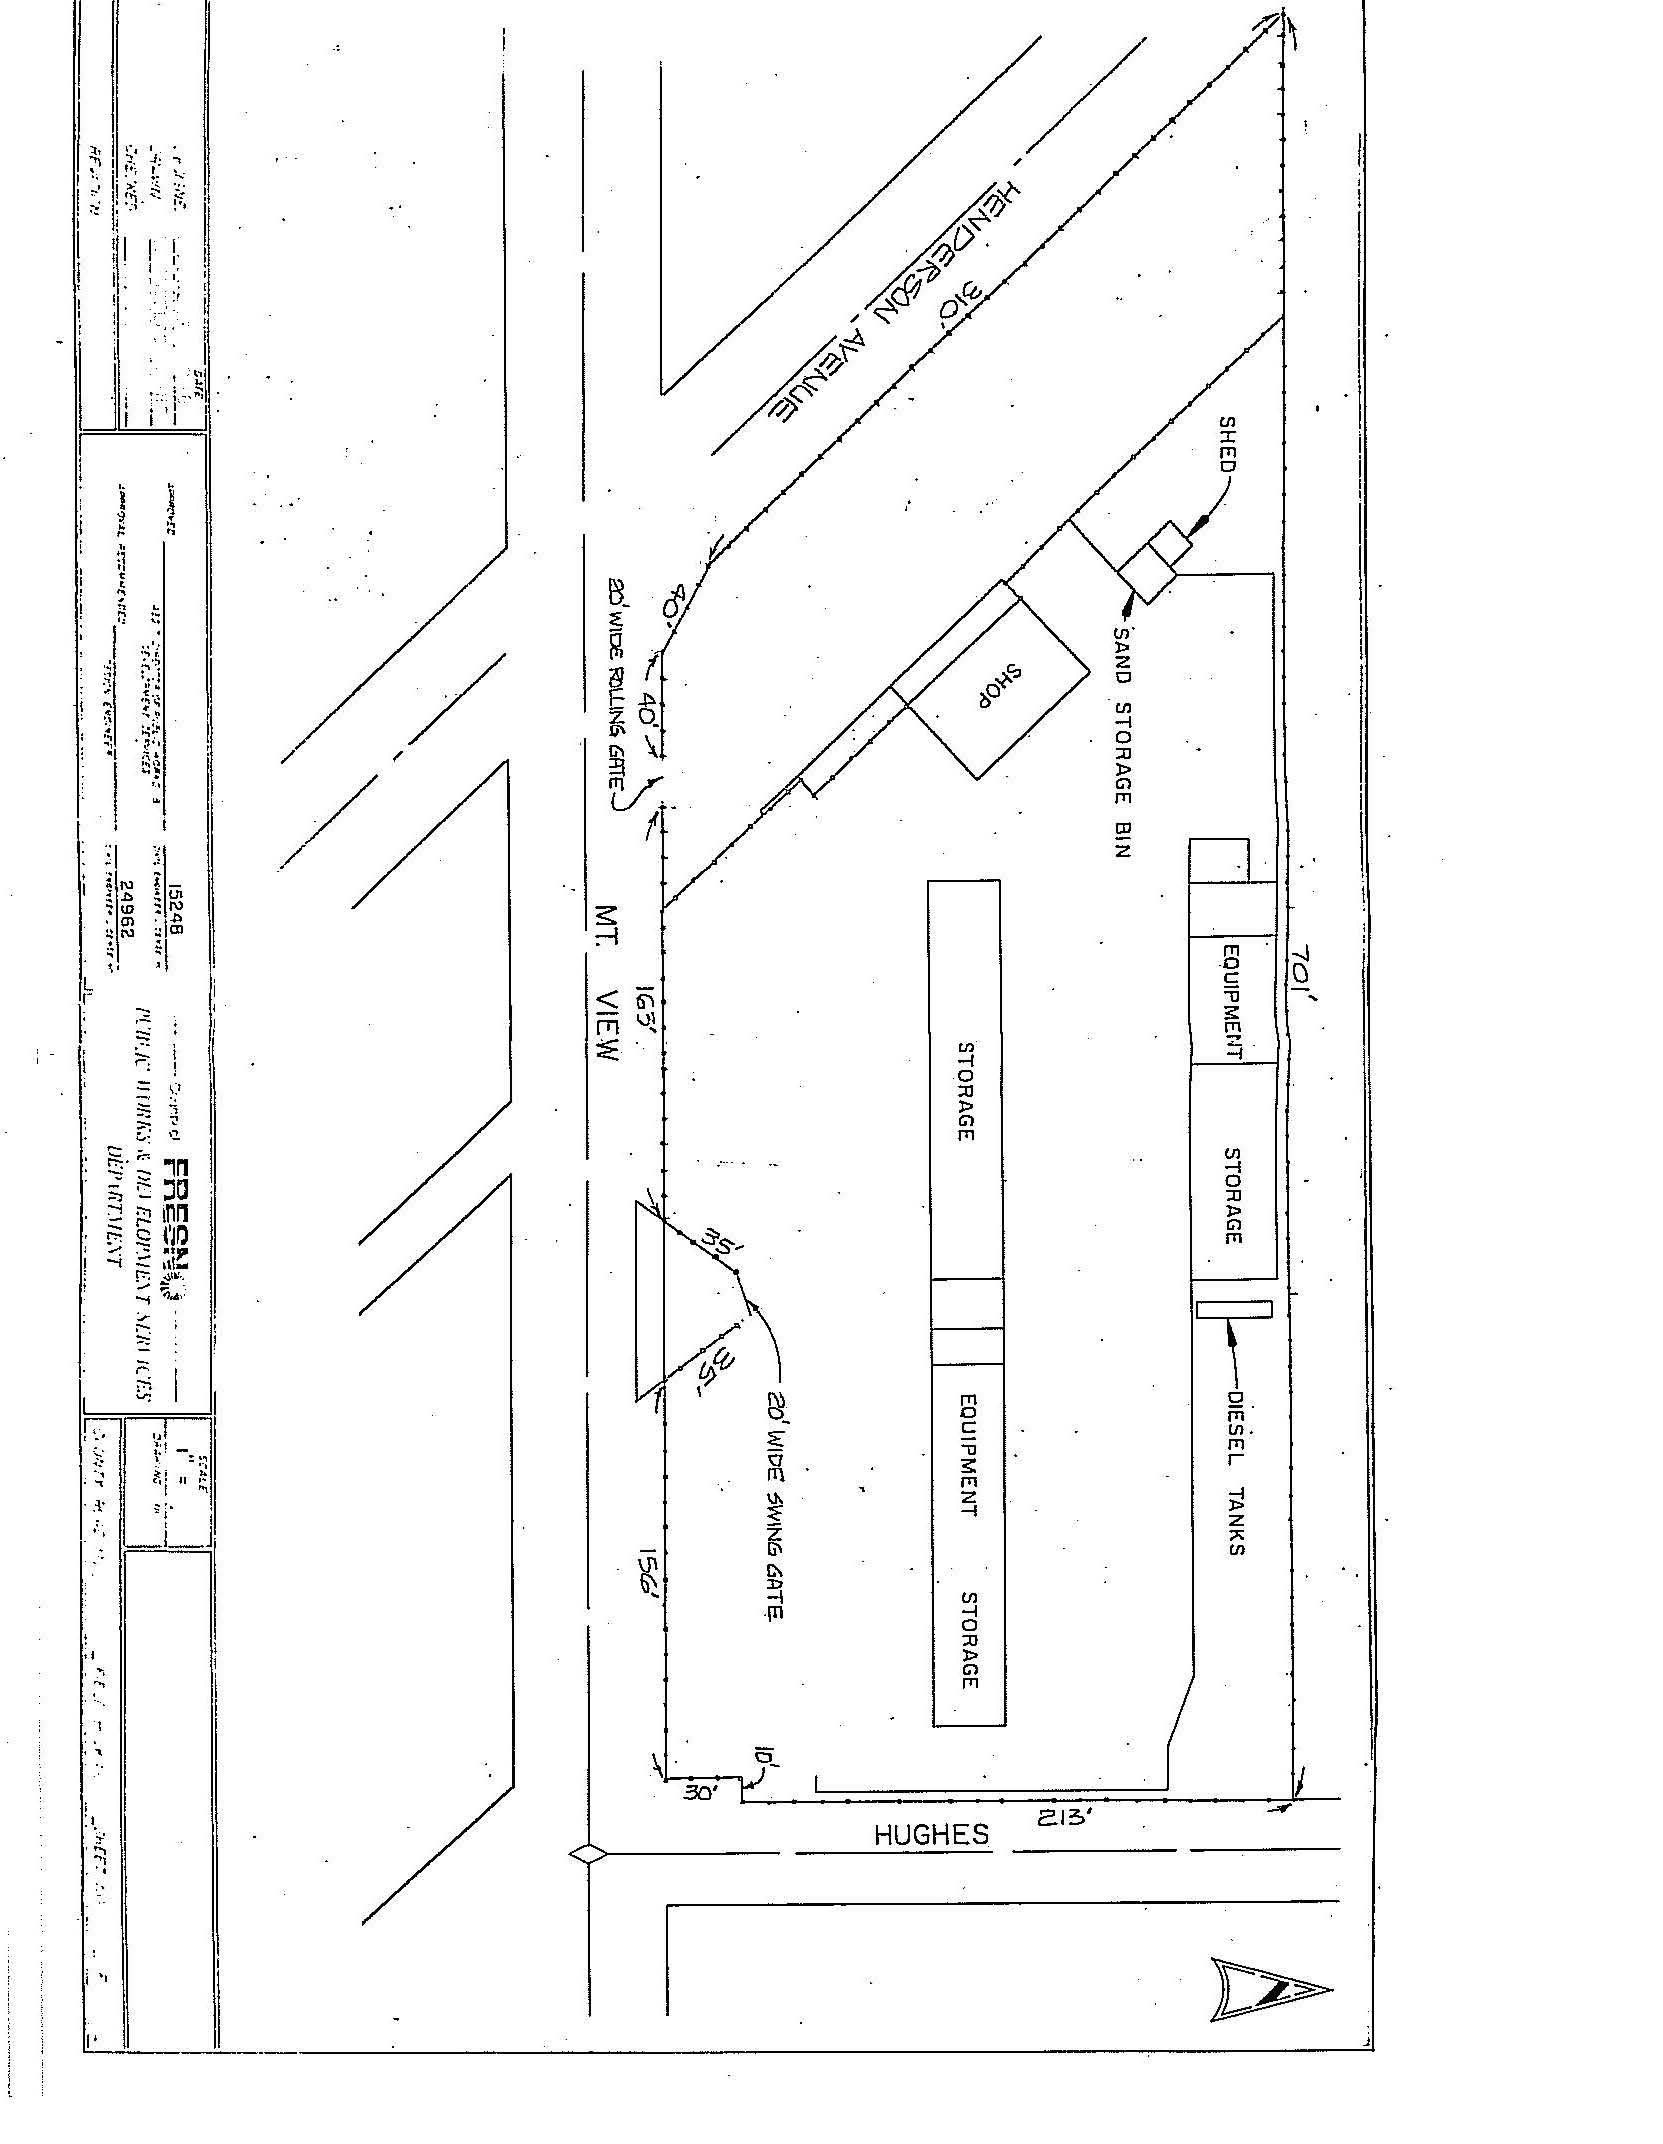 HENDERSON AVENUE
310'
SHED
SAND STORAGE BIN
SHOP
40'
40'
20' WIDE ROLLING GATE
MT. VIEW
163'
701'
EQUIPMENT STORAGE
STORAGE
DIESEL TANKS
EQUIPMENT STORAGE
35'
35'
20' WIDE SWING GATE
156'
10'
30'
213'
HUGHES
DATE
15248
24962
FRESNO
PUBLIC WORKS & DEVELOPMENT SERVICES
DEPARTMENT
SCALE
1" =